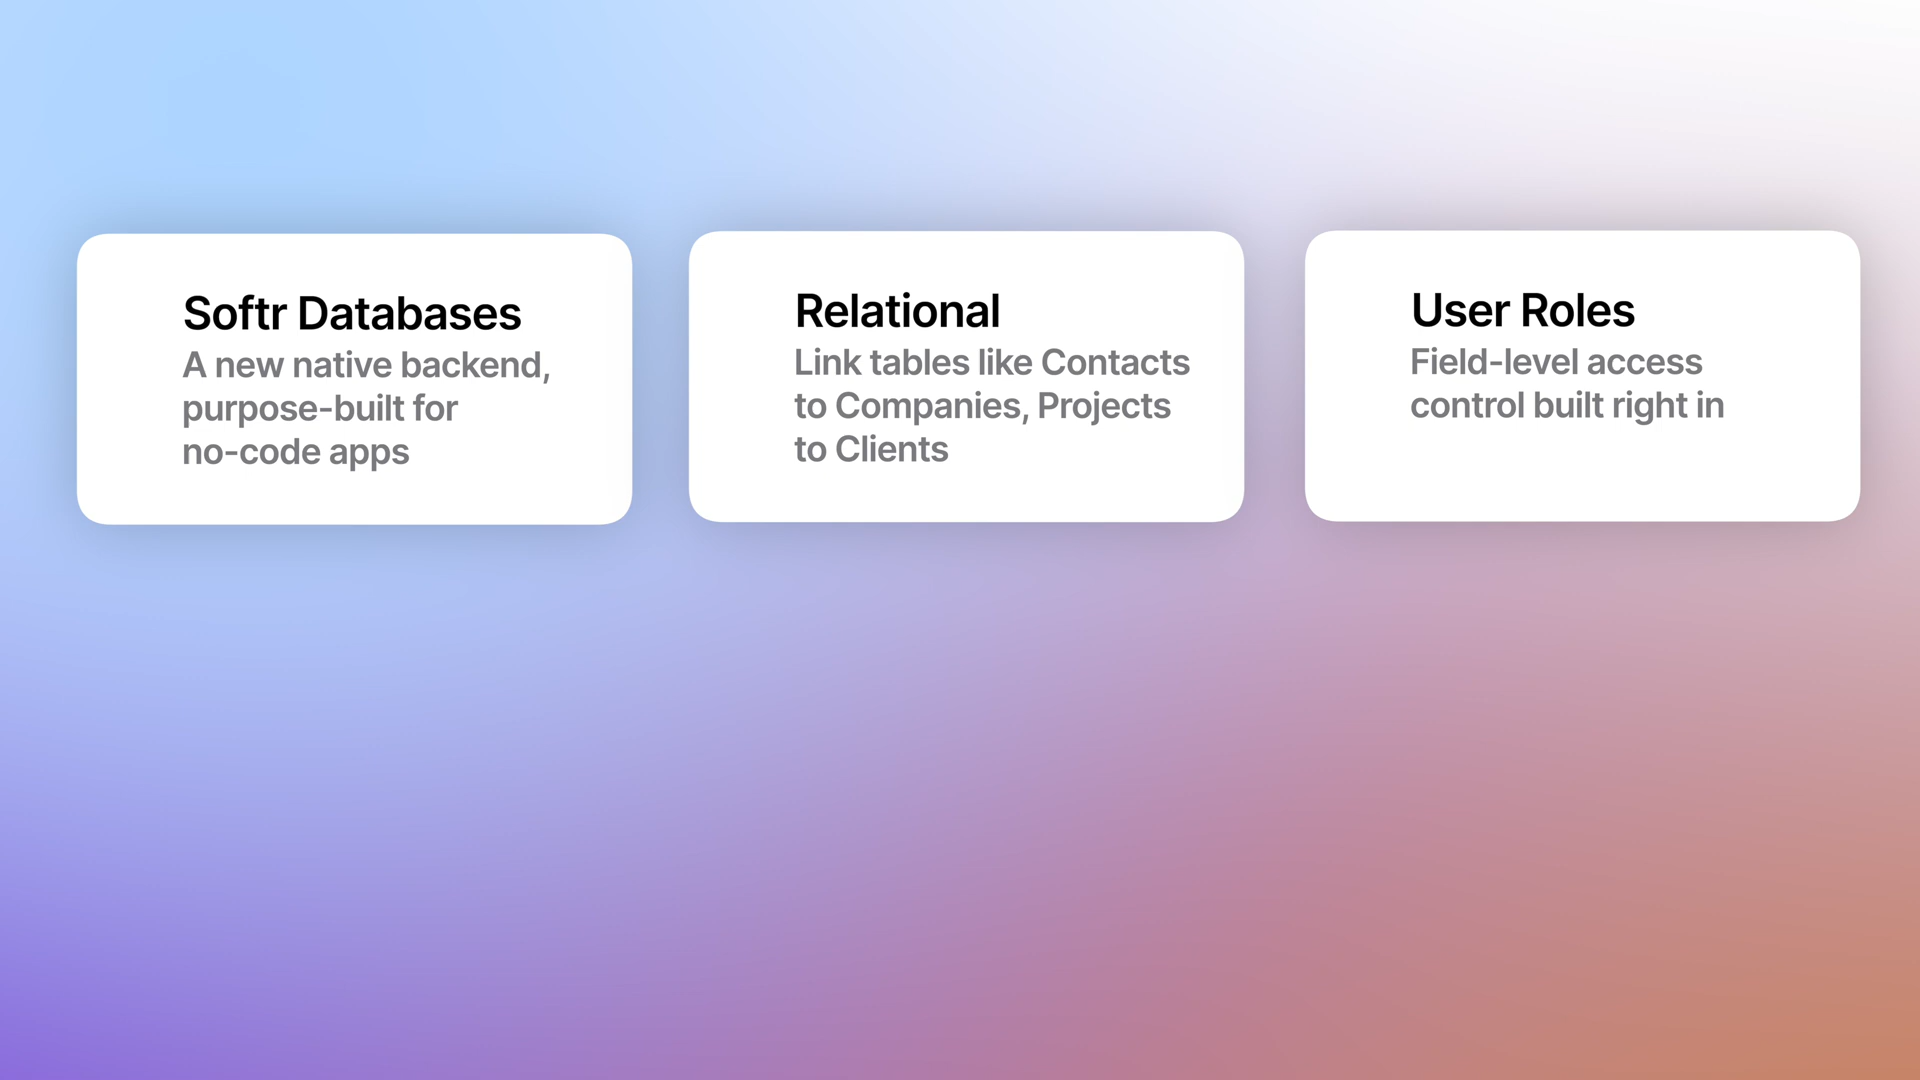 Softr Databases
A new native backend,
purpose-built for
no-code apps
Relational
Link tables like Contacts
to Companies, Projects
to Clients
User Roles
Field-level access
control built right in